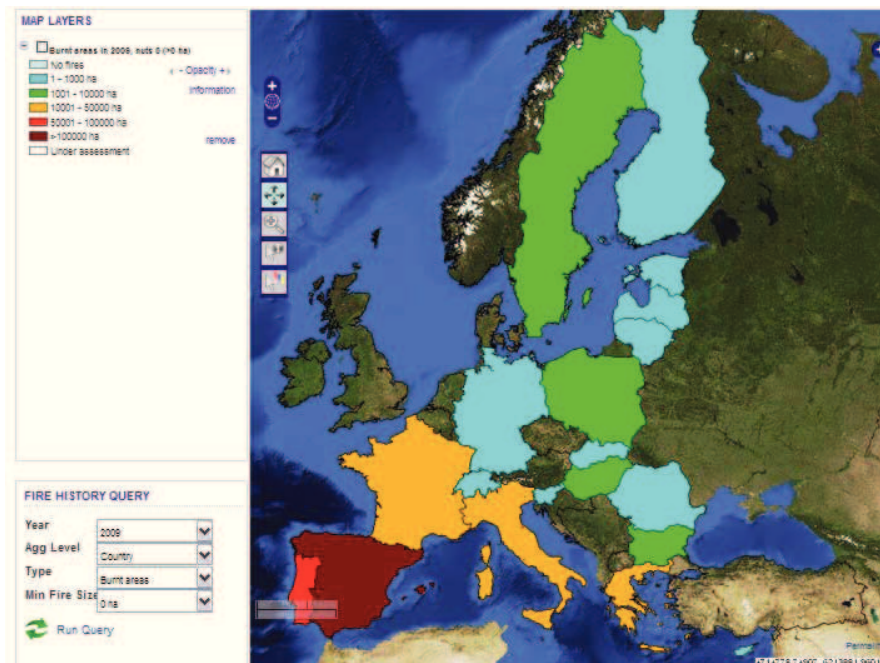 MAP LAYERS
Burnt areas in 2009, nuts 0 (>0 ha)
No fires
1 - 1000 ha
1001 - 10000 ha
10001 - 50000 ha
50001 - 100000 ha
>100000 ha
Under assessment
- Opacity +
Information
remove
FIRE HISTORY QUERY
Year
2009
Agg Level
Country
Type
Burnt areas
Min Fire Size
0 ha
Run Query